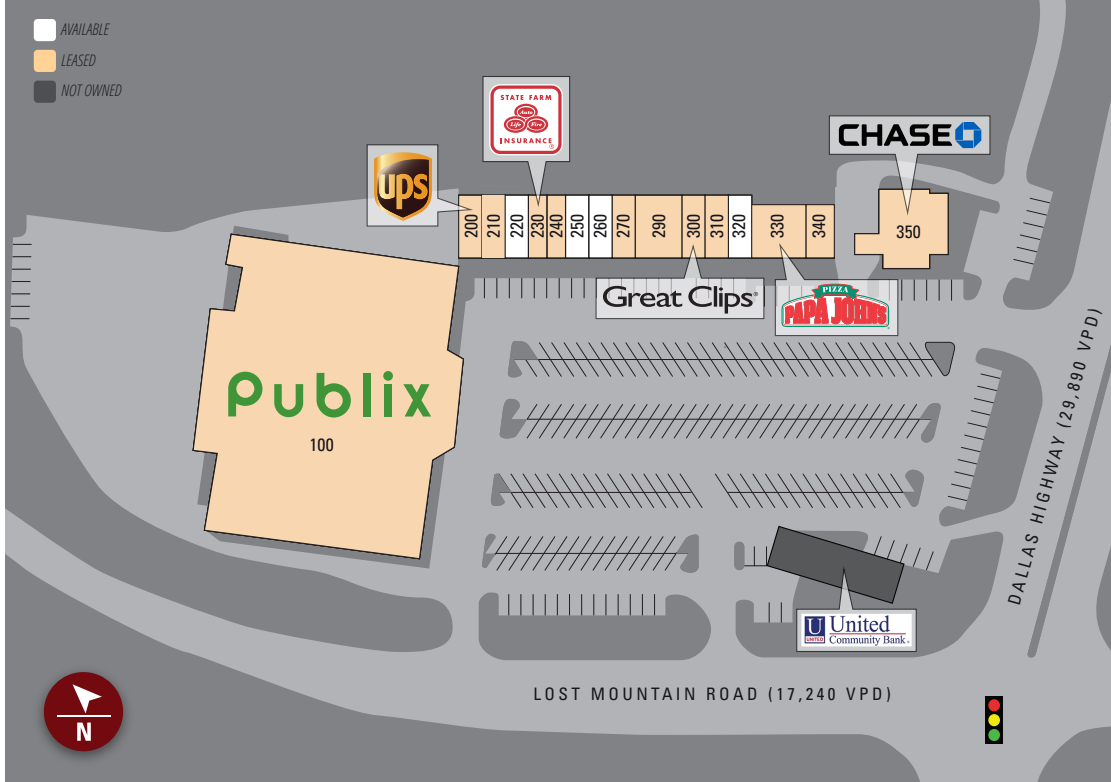 AVAILABLE
LEASED
NOT OWNED
STATE FARM
Auto
Life Fire
INSURANCE
®
CHASE
ups
200 210 220 230 240 250 260 270 290 300 310 320 330 340
350
Great Clips®
PIZZA
PAPA JOHNS
Publix
100
DALLAS HIGHWAY (29,890 VPD)
U United
UNITED Community Bank®
LOST MOUNTAIN ROAD (17,240 VPD)
N